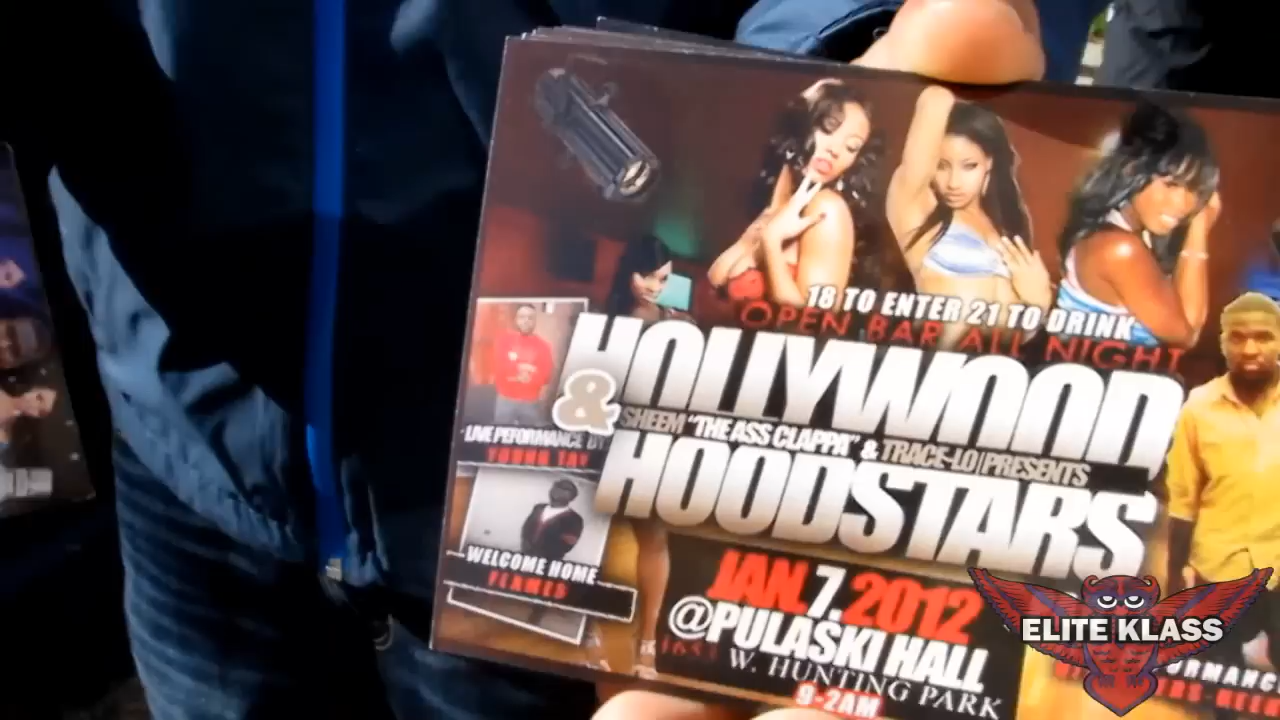 18 TO ENTER 21 TO DRINK
OPEN BAR ALL NIGHT
HOLLYWOOD
&
SHEEM "THE ASS CLAPPA" & TRACE-LO|PRESENTS
HOODSTARS
LIVE PEFORMANCE BY
YOUNG TAY
WELCOME HOME
FLAMES
JAN. 7. 2012
@PULASKI HALL
W. HUNTING PARK
9-2AM
ELITE KLASS